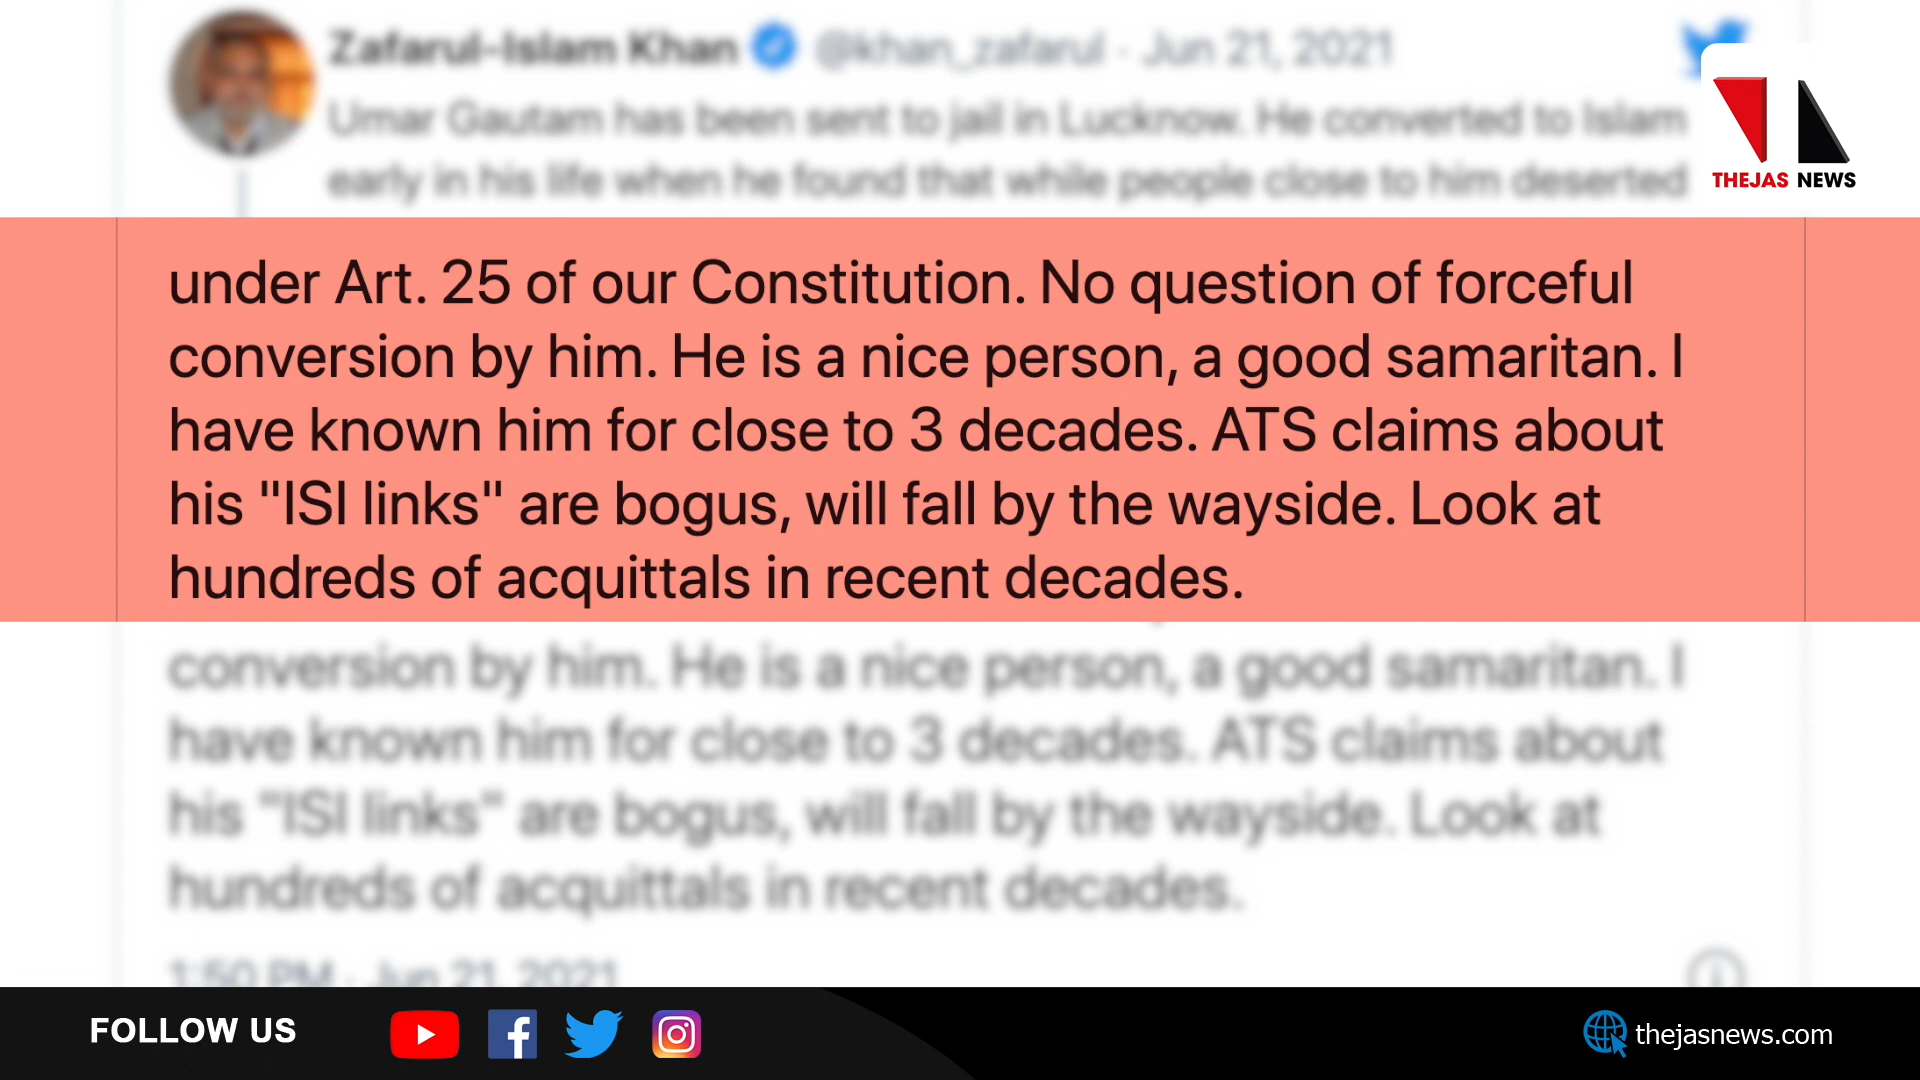 Zafarul-Islam Khan @khan_zafarul · Jun 21, 2021
Umar Gautam has been sent to jail in Lucknow. He converted to Islam
early in his life when he found that while people close to him deserted
THEJAS NEWS
under Art. 25 of our Constitution. No question of forceful
conversion by him. He is a nice person, a good samaritan. I
have known him for close to 3 decades. ATS claims about
his "ISI links" are bogus, will fall by the wayside. Look at
hundreds of acquittals in recent decades.
conversion by him. He is a nice person, a good samaritan. I
have known him for close to 3 decades. ATS claims about
his "ISI links" are bogus, will fall by the wayside. Look at
hundreds of acquittals in recent decades.
1:50 PM · Jun 21, 2021
FOLLOW US
thejasnews.com